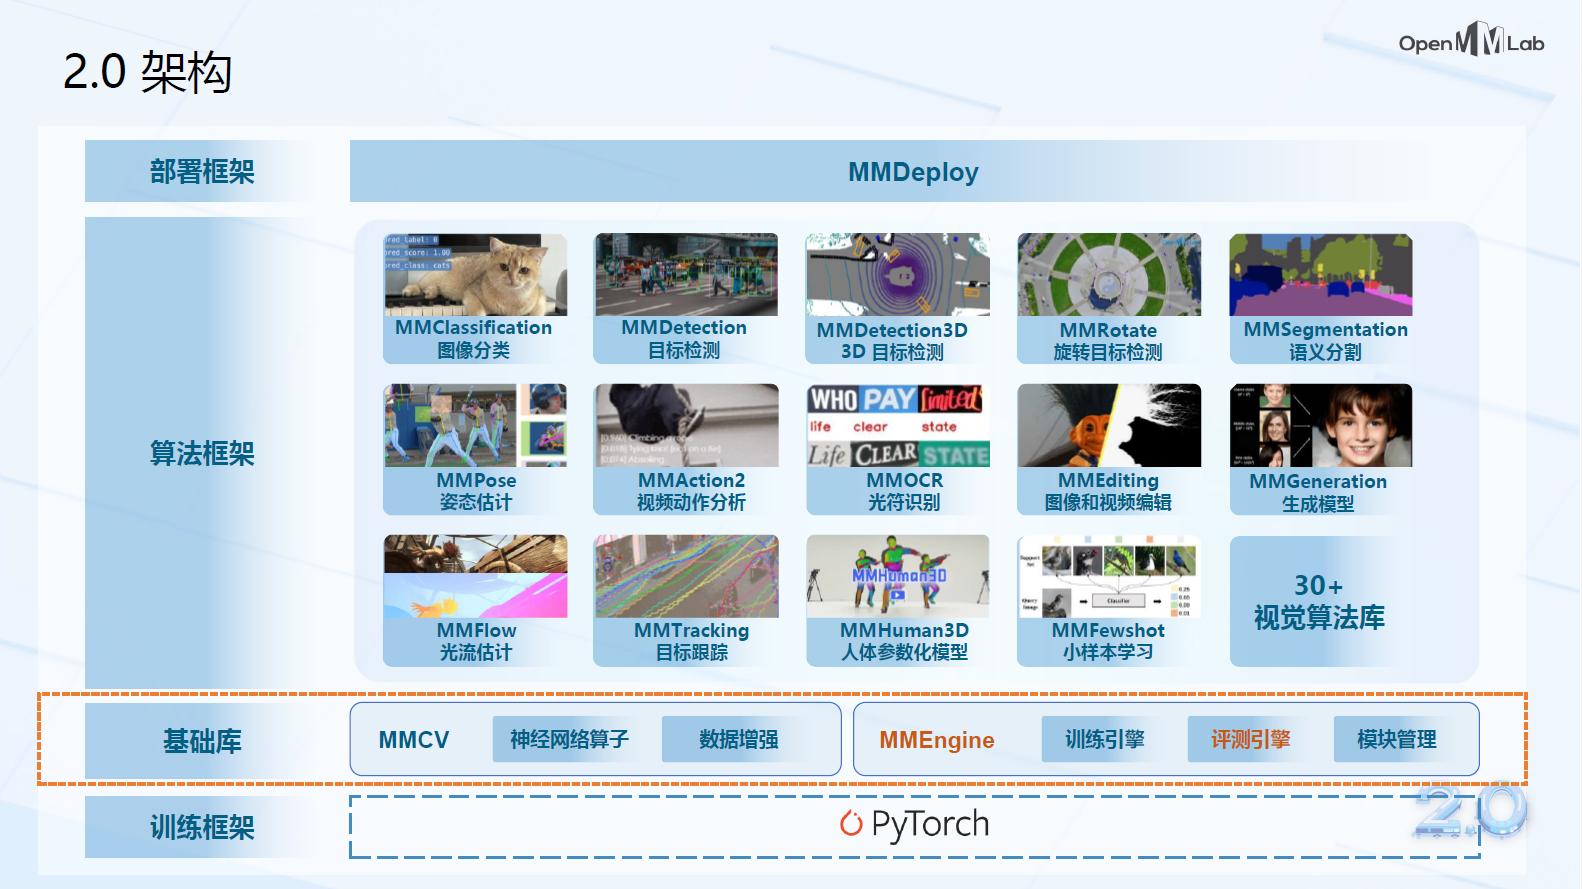 2.0 架构
OpenMMLab
部署框架
MMDeploy
算法框架
pred_label: 0
pred_score: 1.00
pred_class: cats
MMClassification
图像分类
MMDetection
目标检测
MMDetection3D
3D 目标检测
MMRotate
旋转目标检测
MMSegmentation
语义分割
MMPose
姿态估计
MMAction2
视频动作分析
WHO PAY limited
life clear state
Life CLEAR STATE
MMOCR
光符识别
MMEditing
图像和视频编辑
MMGeneration
生成模型
MMFlow
光流估计
MMTracking
目标跟踪
MMHuman3D
MMHuman3D
人体参数化模型
Support
Set
Query
Image
Classifier
MMFewshot
小样本学习
30+
视觉算法库
基础库
MMCV
神经网络算子
数据增强
MMEngine
训练引擎
评测引擎
模块管理
训练框架
PyTorch
2.0